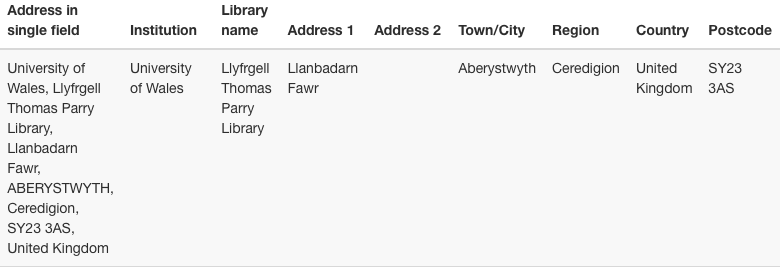 Address in single field | Institution | Library name | Address 1 | Address 2 | Town/City | Region | Country | Postcode
University of Wales, Llyfrgell Thomas Parry Library, Llanbadarn Fawr, ABERYSTWYTH, Ceredigion, SY23 3AS, United Kingdom | University of Wales | Llyfrgell Thomas Parry Library | Llanbadarn Fawr | | Aberystwyth | Ceredigion | United Kingdom | SY23 3AS